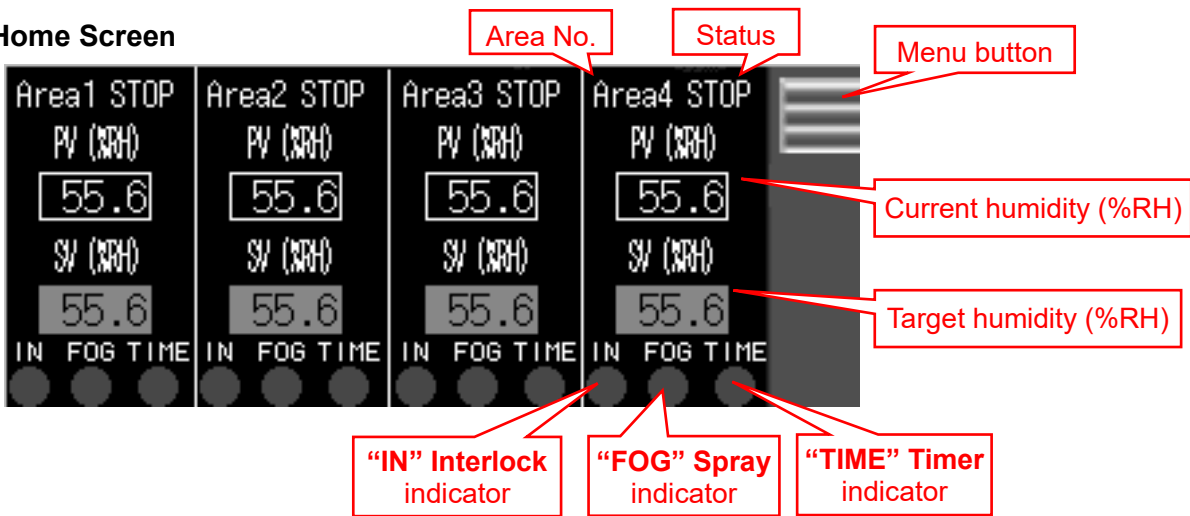 Home Screen
Area No.
Status
Menu button
Area1 STOP
Area2 STOP
Area3 STOP
Area4 STOP
PV (%RH)
PV (%RH)
PV (%RH)
PV (%RH)
55.6
55.6
55.6
55.6
Current humidity (%RH)
SV (%RH)
SV (%RH)
SV (%RH)
SV (%RH)
55.6
55.6
55.6
55.6
Target humidity (%RH)
IN FOG TIME
IN FOG TIME
IN FOG TIME
IN FOG TIME
“IN” Interlock
indicator
“FOG” Spray
indicator
“TIME” Timer
indicator